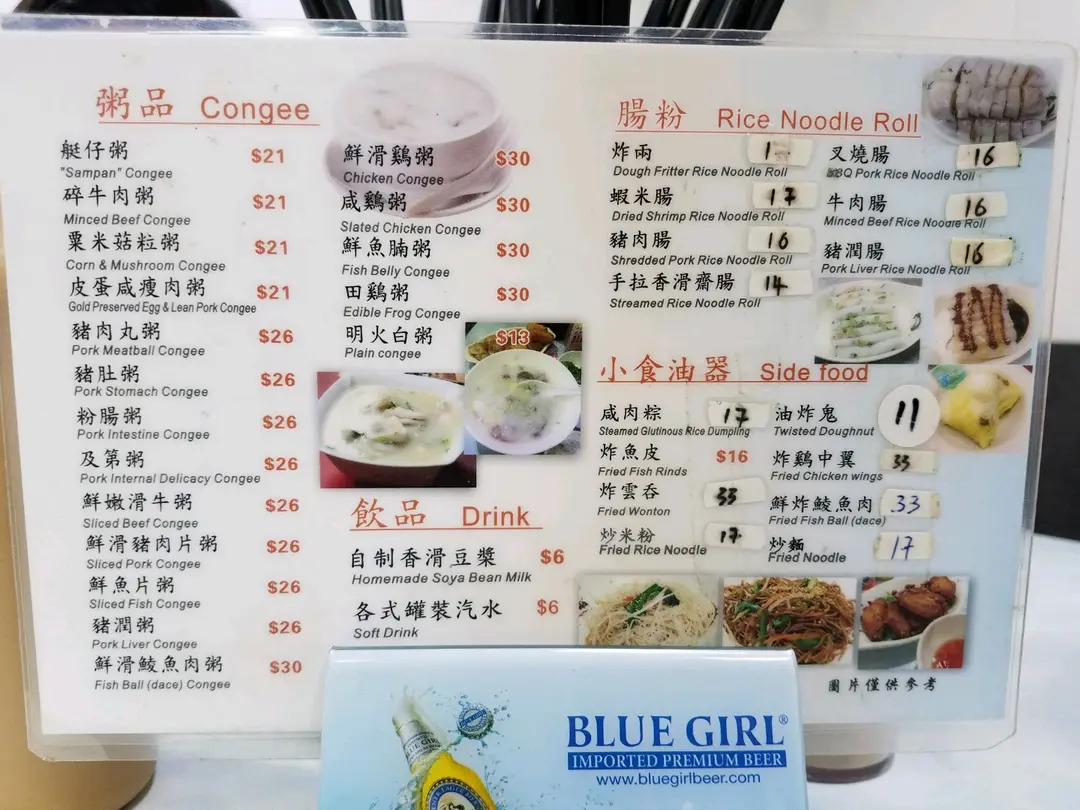 粥品 Congee
艇仔粥 $21
"Sampan" Congee
碎牛肉粥 $21
Minced Beef Congee
粟米菇粒粥 $21
Corn & Mushroom Congee
皮蛋咸瘦肉粥 $21
Gold Preserved Egg & Lean Pork Congee
豬肉丸粥 $26
Pork Meatball Congee
豬肚粥 $26
Pork Stomach Congee
粉腸粥 $26
Pork Intestine Congee
及第粥 $26
Pork Internal Delicacy Congee
鮮嫩滑牛粥 $26
Sliced Beef Congee
鮮滑豬肉片粥 $26
Sliced Pork Congee
鮮魚片粥 $26
Sliced Fish Congee
豬潤粥 $26
Pork Liver Congee
鮮滑鯪魚肉粥 $30
Fish Ball (dace) Congee
鮮滑鷄粥 $30
Chicken Congee
咸鷄粥 $30
Slated Chicken Congee
鮮魚腩粥 $30
Fish Belly Congee
田鷄粥 $30
Edible Frog Congee
明火白粥 $13
Plain congee
飲品 Drink
自制香滑豆漿 $6
Homemade Soya Bean Milk
各式罐裝汽水 $6
Soft Drink
腸粉 Rice Noodle Roll
炸兩
Dough Fritter Rice Noodle Roll
蝦米腸 17
Dried Shrimp Rice Noodle Roll
豬肉腸 16
Shredded Pork Rice Noodle Roll
手拉香滑齋腸 14
Streamed Rice Noodle Roll
叉燒腸 16
BBQ Pork Rice Noodle Roll
牛肉腸 16
Minced Beef Rice Noodle Roll
豬潤腸 16
Pork Liver Rice Noodle Roll
小食油器 Side food
咸肉粽 17
Steamed Glutinous Rice Dumpling
炸魚皮 $16
Fried Fish Rinds
炸雲吞 33
Fried Wonton
炒米粉 17
Fried Rice Noodle
油炸鬼 11
Twisted Doughnut
炸鷄中翼 33
Fried Chicken wings
鮮炸鯪魚肉 33
Fried Fish Ball (dace)
炒麵 17
Fried Noodle
圖片僅供參考
BLUE GIRL®
IMPORTED PREMIUM BEER
www.bluegirlbeer.com